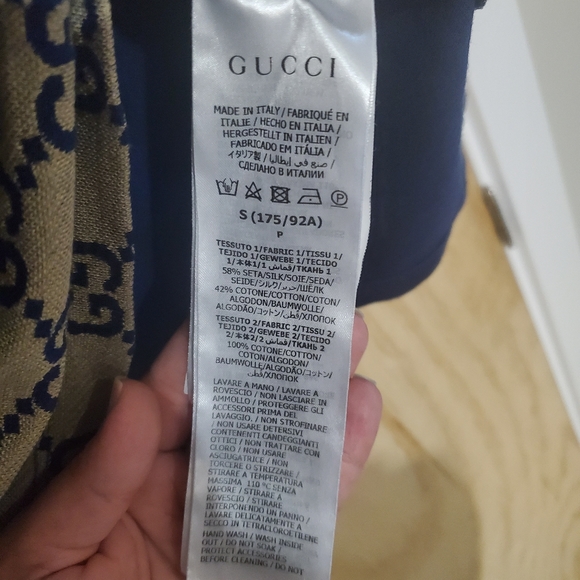 GUCCI
MADE IN ITALY / FABRIQUÉ EN
ITALIE / HECHO EN ITALIA /
HERGESTELLT IN ITALIEN /
FABRICADO EM ITÁLIA /
イタリア製 / صنع في إيطاليا /
СДЕЛАНО В ИТАЛИИ
P
S (175/92A)
P
TESSUTO 1/FABRIC 1/TISSU 1/
TEJIDO 1/GEWEBE 1/TECIDO
1/本体1/قماش 1/ТКАНЬ 1
58% SETA/SILK/SOIE/SEDA/
SEIDE/シルク/حرير/ШЕЛК
42% COTONE/COTTON/COTON/
ALGODON/BAUMWOLLE/
ALGODÃO/コットン/قطن/ХЛОПОК
TESSUTO 2/FABRIC 2/TISSU 2/
TEJIDO 2/GEWEBE 2/TECIDO
2/本体2/قماش 2/ТКАНЬ 2
100% COTONE/COTTON/
COTON/ALGODON/
BAUMWOLLE/ALGODÃO/コットン/
قطن/ХЛОПОК
LAVARE A MANO / LAVARE A
ROVESCIO / NON LASCIARE IN
AMMOLLO / PROTEGGERE GLI
ACCESSORI PRIMA DEL
LAVAGGIO. / NON STROFINARE
/ NON USARE DETERSIVI
CONTENENTI CANDEGGIANTI
OTTICI / NON TRATTARE CON
CLORO / NON USARE
ASCIUGATRICE / NON
TORCERE O STRIZZARE /
STIRARE A TEMPERATURA
MASSIMA 110 °C SENZA
VAPORE / STIRARE A
ROVESCIO / STIRARE
INTERPONENDO UN PANNO /
LAVARE DELICATAMENTE A
SECCO IN TETRACLOROETILENE
HAND WASH / WASH INSIDE
OUT / DO NOT SOAK /
PROTECT ACCESSORIES